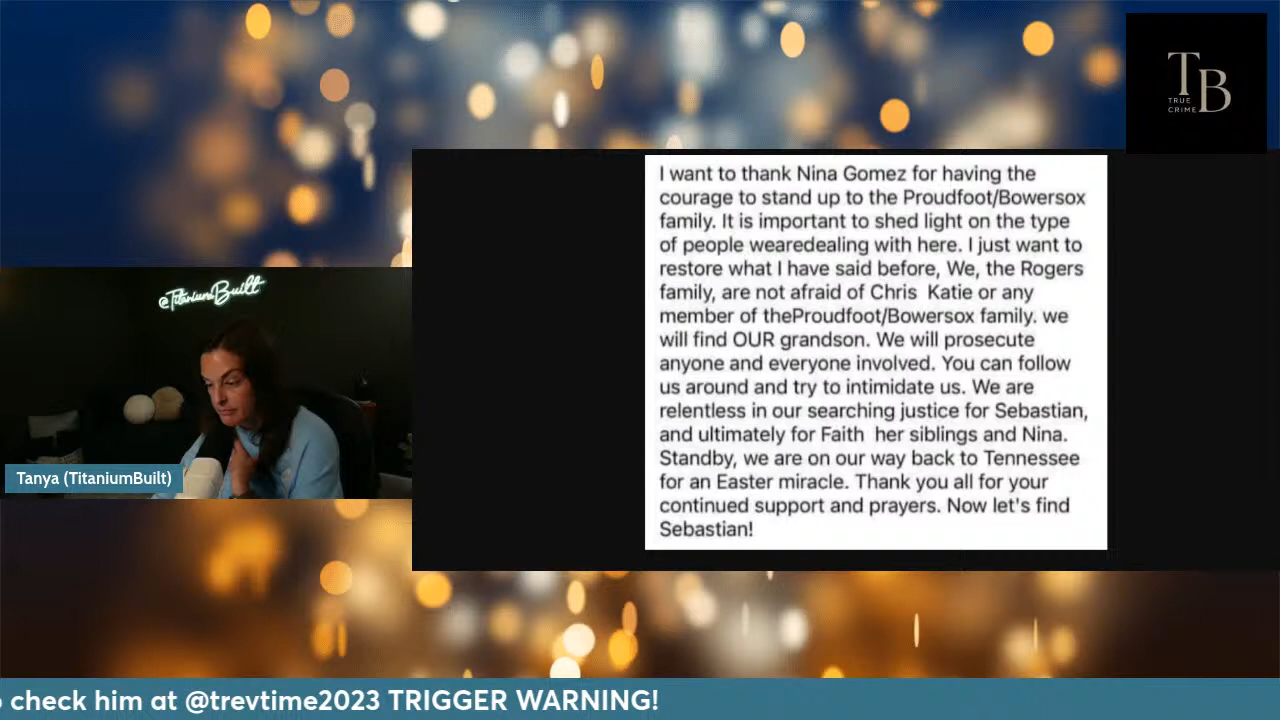 TB
TRUE
CRIME
I want to thank Nina Gomez for having the
courage to stand up to the Proudfoot/Bowersox
family. It is important to shed light on the type
of people wearedealing with here. I just want to
restore what I have said before, We, the Rogers
family, are not afraid of Chris  Katie or any
member of theProudfoot/Bowersox family. we
will find OUR grandson. We will prosecute
anyone and everyone involved. You can follow
us around and try to intimidate us. We are
relentless in our searching justice for Sebastian,
and ultimately for Faith  her siblings and Nina.
Standby, we are on our way back to Tennessee
for an Easter miracle. Thank you all for your
continued support and prayers. Now let's find
Sebastian!
@TitaniumBuilt
Tanya (TitaniumBuilt)
check him at @trevtime2023 TRIGGER WARNING!